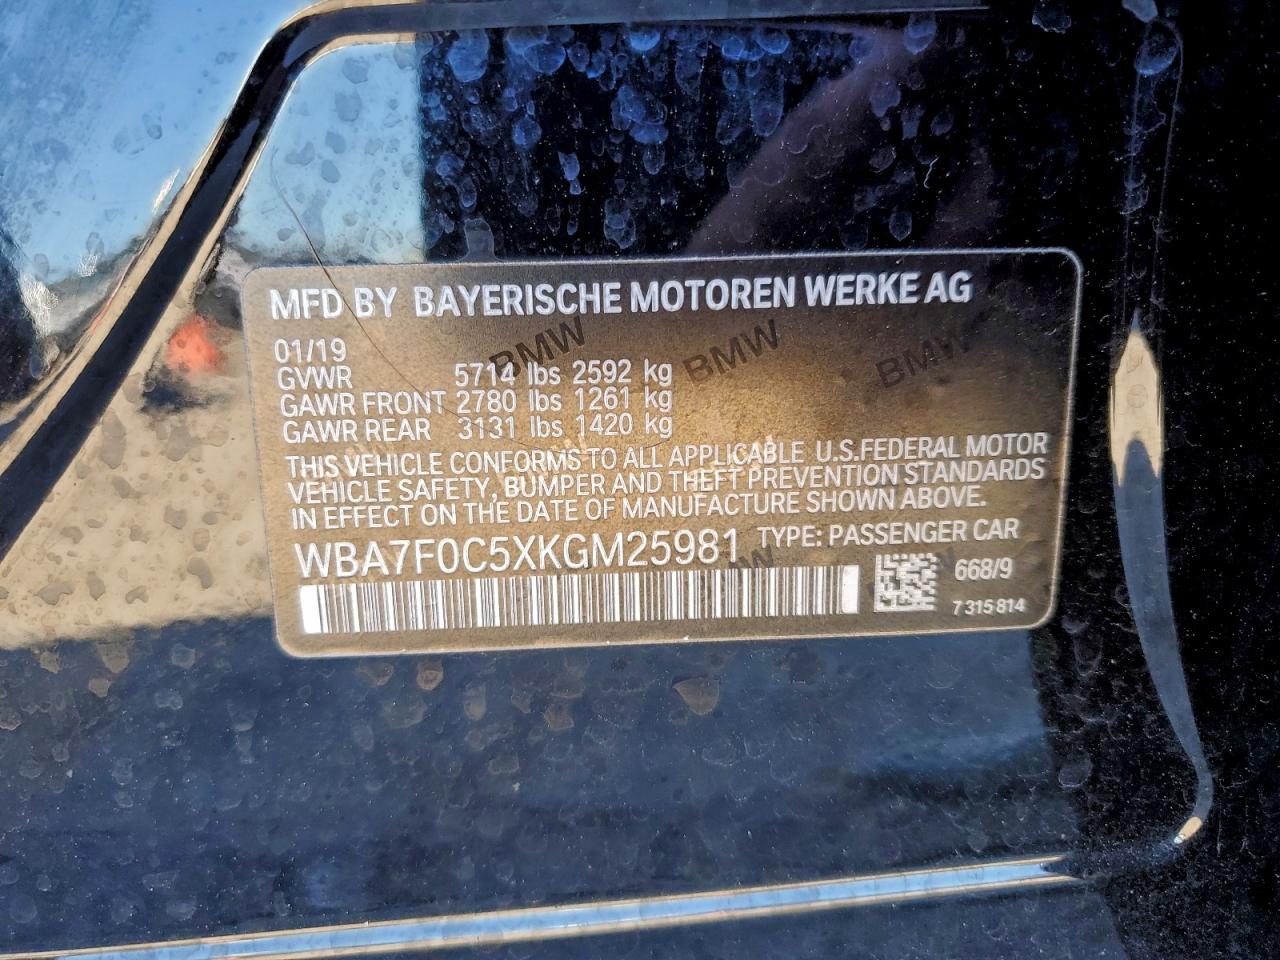 MFD BY BAYERISCHE MOTOREN WERKE AG
01/19
GVWR 5714 lbs 2592 kg
GAWR FRONT 2780 lbs 1261 kg
GAWR REAR 3131 lbs 1420 kg
THIS VEHICLE CONFORMS TO ALL APPLICABLE U.S.FEDERAL MOTOR
VEHICLE SAFETY, BUMPER AND THEFT PREVENTION STANDARDS
IN EFFECT ON THE DATE OF MANUFACTURE SHOWN ABOVE.
WBA7F0C5XKGM25981 TYPE: PASSENGER CAR
668/9
7 315 814
BMW BMW BMW